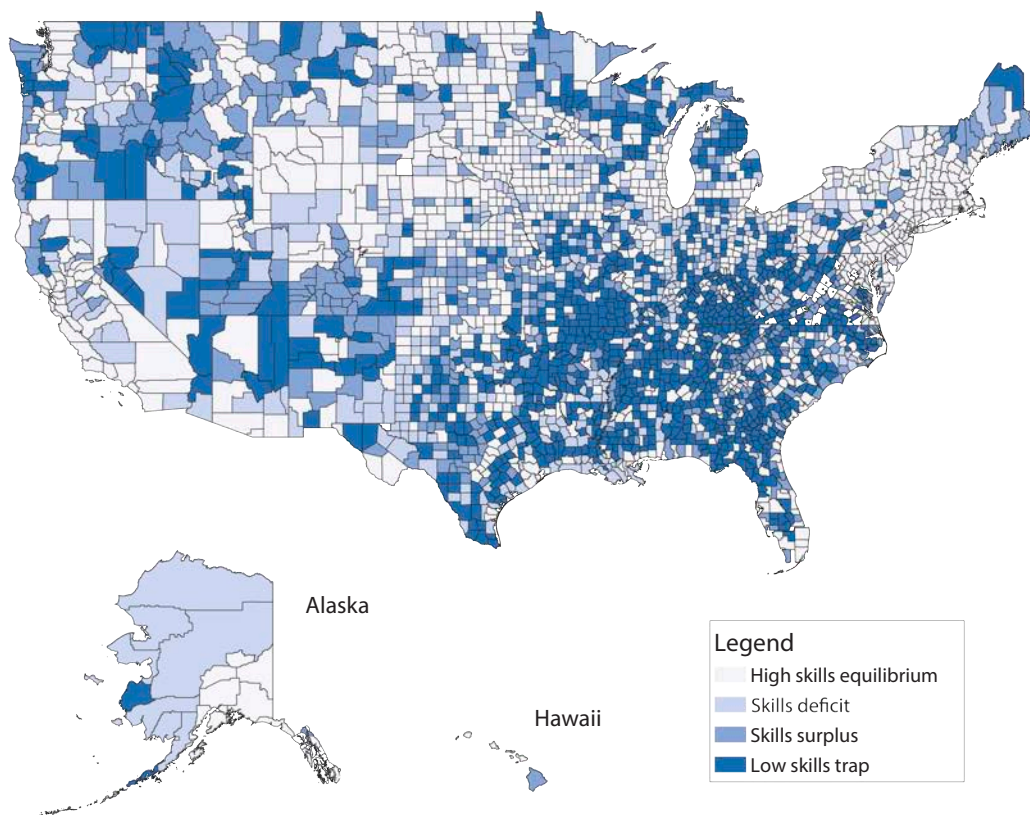 Alaska
Hawaii
Legend
High skills equilibrium
Skills deficit
Skills surplus
Low skills trap